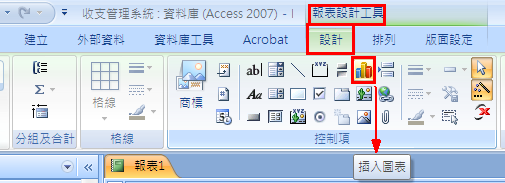 收支管理系統 : 資料庫 (Access 2007) - I
報表設計工具
建立 外部資料 資料庫工具 Acrobat 設計 排列 版面設定
Σ
格線
商標
ab|
Aa
分組及合計 格線 控制項
報表1
插入圖表